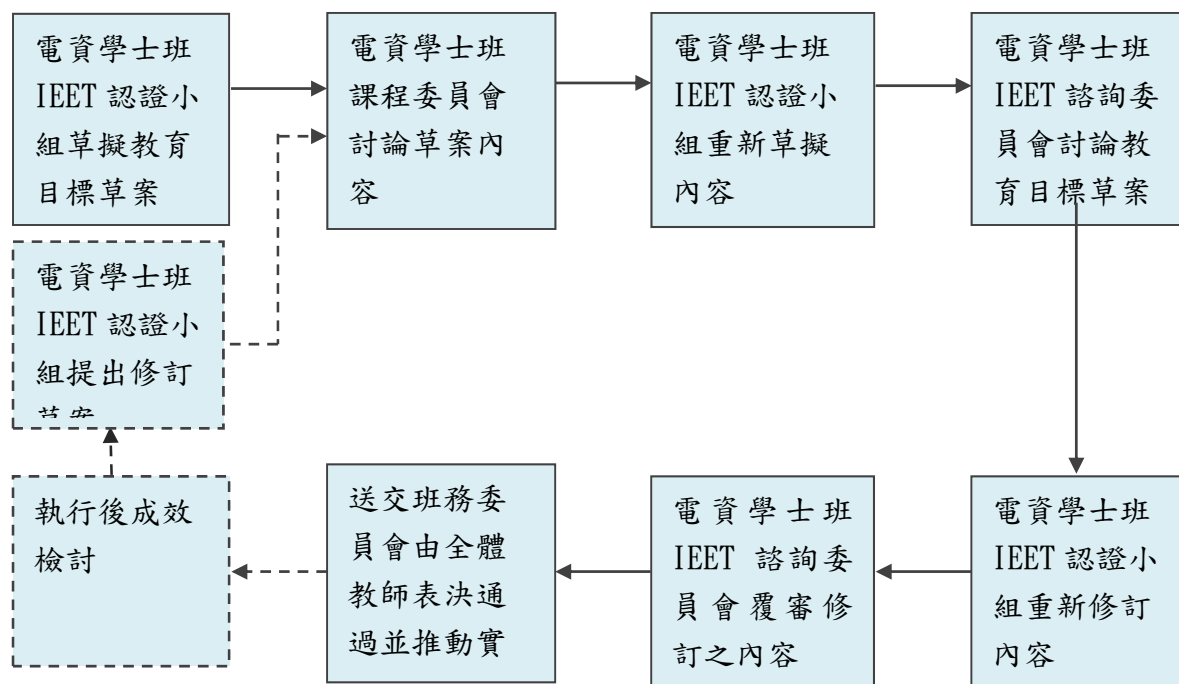 電資學士班
IEET 認證小
組草擬教育
目標草案
電資學士班
課程委員會
討論草案內
容
電資學士班
IEET 認證小
組重新草擬
內容
電資學士班
IEET 諮詢委
員會討論教
育目標草案
電資學士班
IEET 認證小
組提出修訂
草案
執行後成效
檢討
送交班務委
員會由全體
教師表決通
過並推動實
電資學士班
IEET 諮詢委
員會覆審修
訂之內容
電資學士班
IEET 認證小
組重新修訂
內容